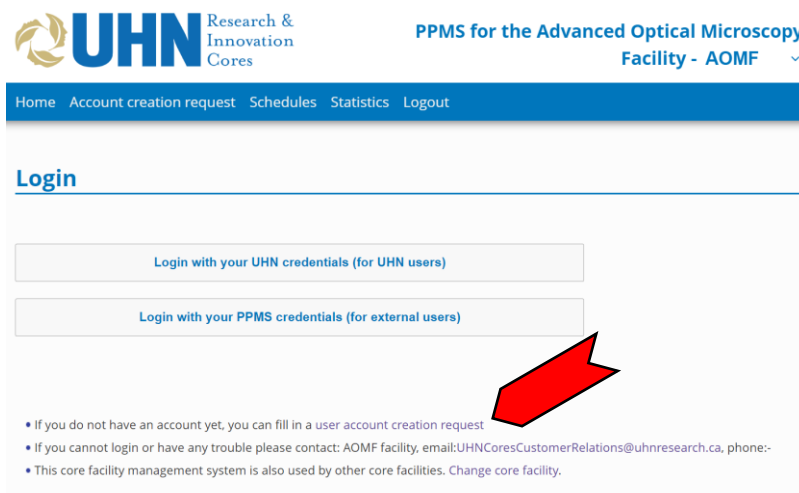 UHN Research &
Innovation
Cores
PPMS for the Advanced Optical Microscopy
Facility - AOMF
Home Account creation request Schedules Statistics Logout
Login
Login with your UHN credentials (for UHN users)
Login with your PPMS credentials (for external users)
• If you do not have an account yet, you can fill in a user account creation request
• If you cannot login or have any trouble please contact: AOMF facility, email:UHNCoresCustomerRelations@uhnresearch.ca, phone:-
• This core facility management system is also used by other core facilities. Change core facility.